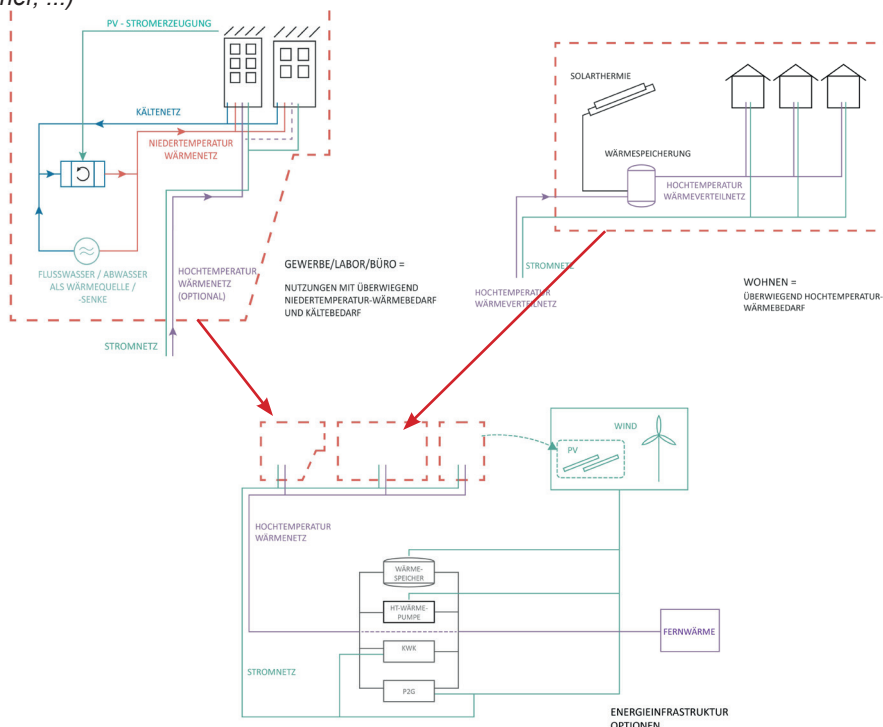 ...)
PV - STROMERZEUGUNG
KÄLTENETZ
NIEDERTEMPERATUR
WÄRMENETZ
FLUSSWASSER / ABWASSER
ALS WÄRMEQUELLE /
-SENKE
HOCHTEMPERATUR
WÄRMENETZ
(OPTIONAL)
STROMNETZ
GEWERBE/LABOR/BÜRO =
NUTZUNGEN MIT ÜBERWIEGEND
NIEDERTEMPERATUR-WÄRMEBEDARF
UND KÄLTEBEDARF
SOLARTHERMIE
WÄRMESPEICHERUNG
HOCHTEMPERATUR
WÄRMEVERTEILNETZ
STROMNETZ
HOCHTEMPERATUR
WÄRMEVERTEILNETZ
WOHNEN =
ÜBERWIEGEND HOCHTEMPERATUR-
WÄRMEBEDARF
WIND
PV
HOCHTEMPERATUR
WÄRMENETZ
WÄRME-
SPEICHER
HT-WÄRME-
PUMPE
KWK
P2G
FERNWÄRME
STROMNETZ
ENERGIEINFRASTRUKTUR
OPTIONEN